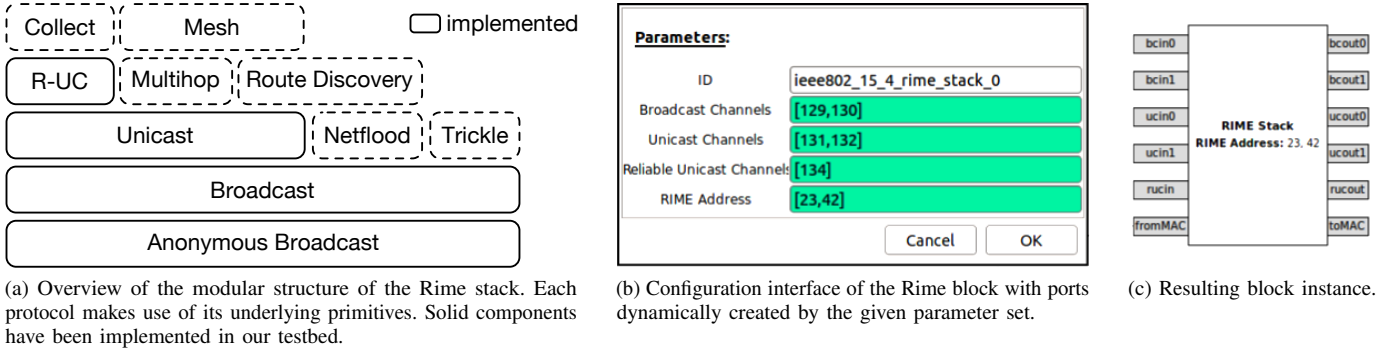 Collect
Mesh
implemented
R-UC
Multihop
Route Discovery
Unicast
Netflood
Trickle
Broadcast
Anonymous Broadcast
(a) Overview of the modular structure of the Rime stack. Each
protocol makes use of its underlying primitives. Solid components
have been implemented in our testbed.
Parameters:
ID
ieee802_15_4_rime_stack_0
Broadcast Channels
[129,130]
Unicast Channels
[131,132]
Reliable Unicast Channels
[134]
RIME Address
[23,42]
Cancel
OK
(b) Configuration interface of the Rime block with ports
dynamically created by the given parameter set.
bcin0
bcin1
ucin0
ucin1
rucin
fromMAC
RIME Stack
RIME Address: 23, 42
bcout0
bcout1
ucout0
ucout1
rucout
toMAC
(c) Resulting block instance.